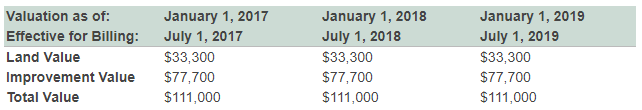 Valuation as of: January 1, 2017 January 1, 2018 January 1, 2019
Effective for Billing: July 1, 2017 July 1, 2018 July 1, 2019
Land Value $33,300 $33,300 $33,300
Improvement Value $77,700 $77,700 $77,700
Total Value $111,000 $111,000 $111,000